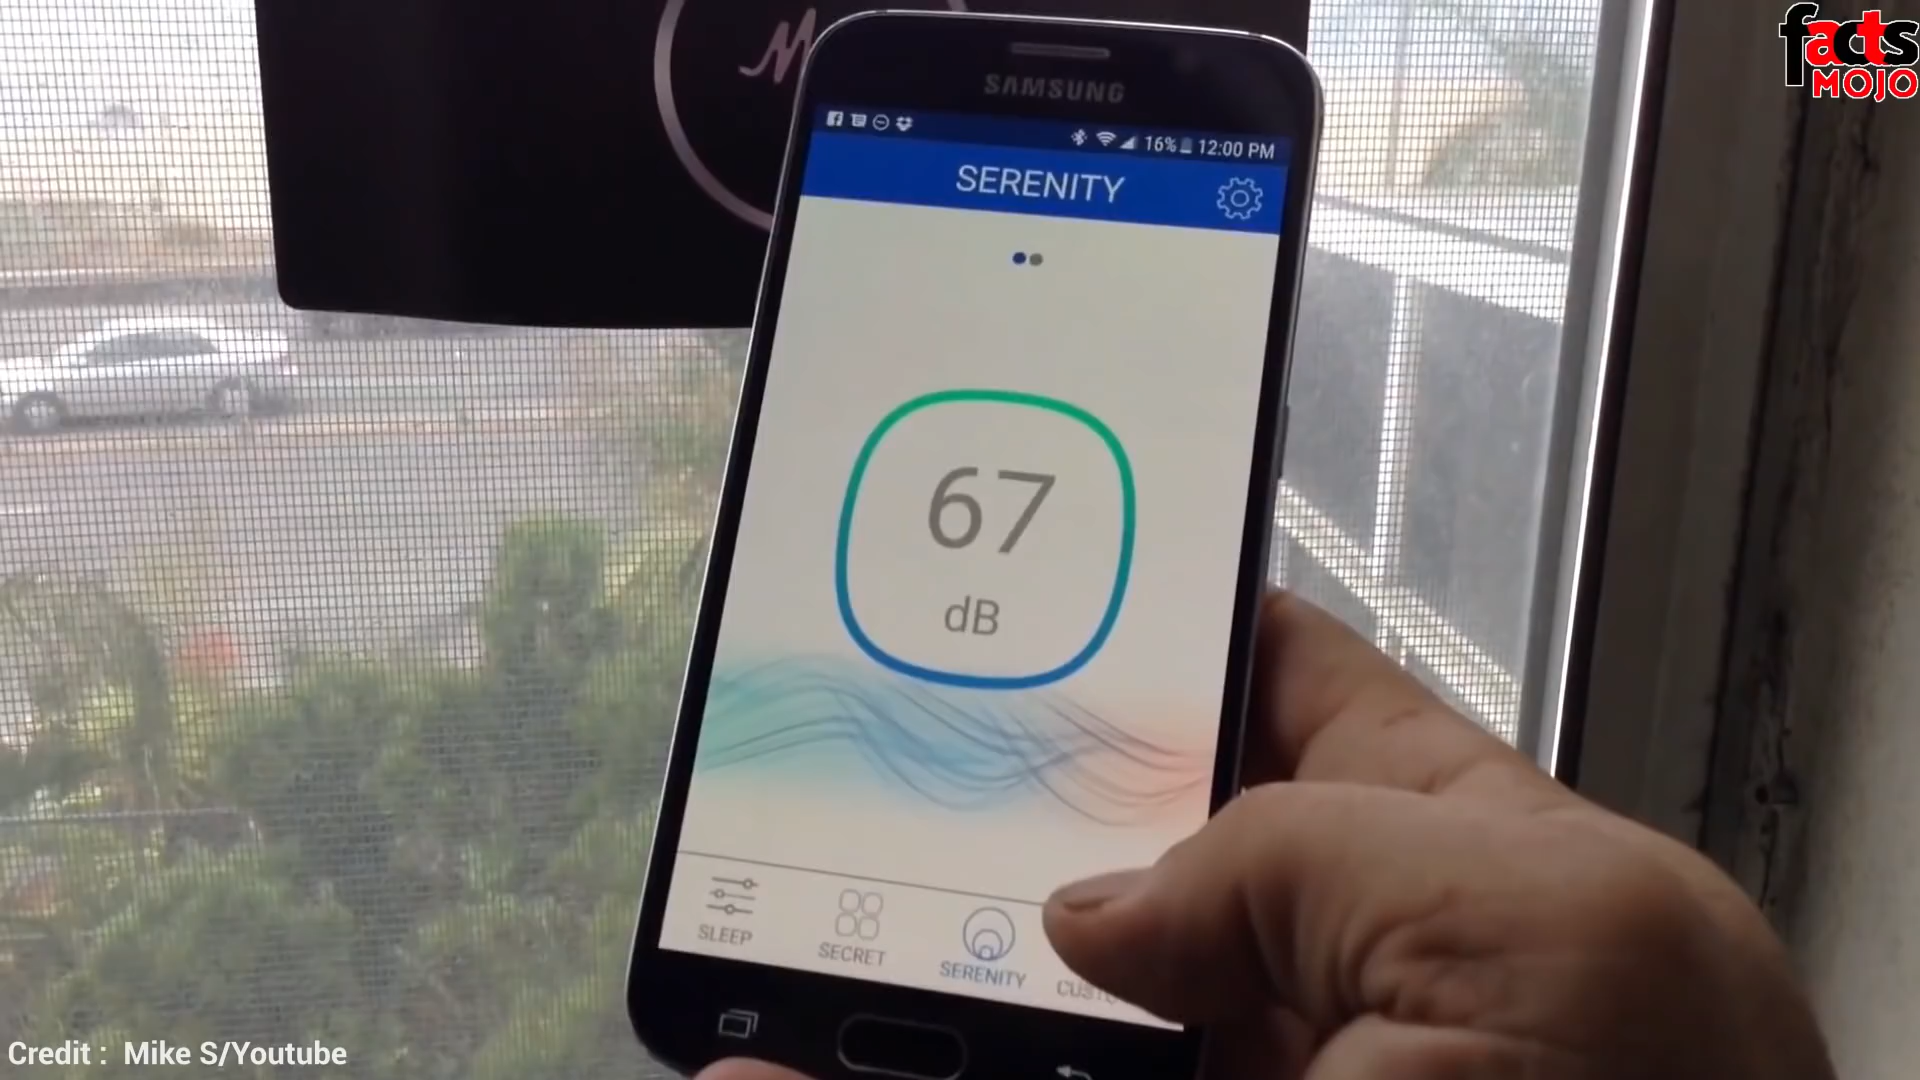 facts
MOJO
SAMSUNG
16% 12:00 PM
SERENITY
67
dB
SLEEP
SECRET
SERENITY
Credit : Mike S/Youtube